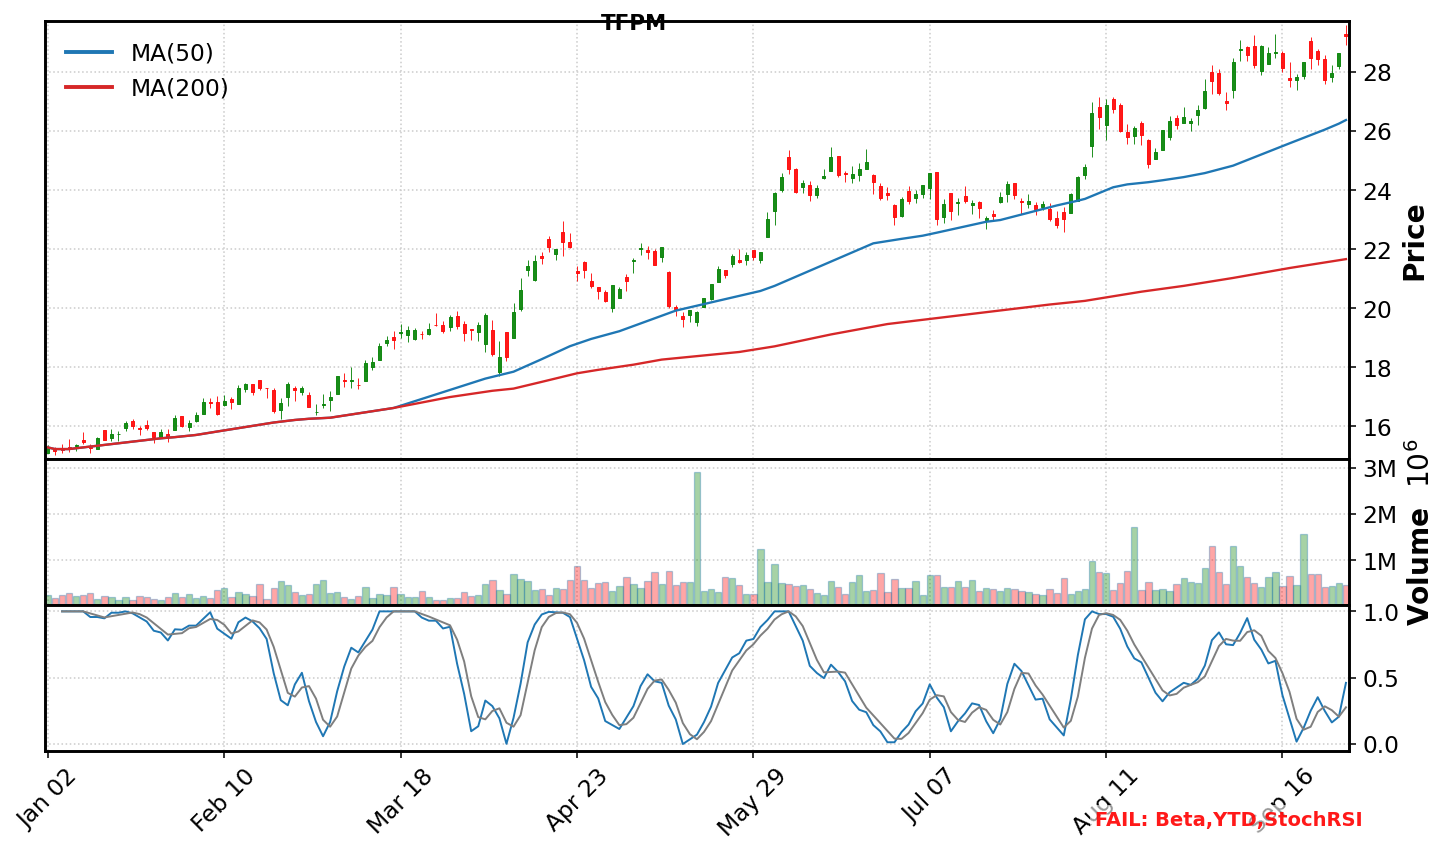 TFPM
MA(50)
MA(200)
28
26
24
22
20
18
16
Price
3M
2M
1M
Volume 10⁶
1.0
0.5
0.0
Jan 02
Feb 10
Mar 18
Apr 23
May 29
Jul 07
Aug 11
Sep 16
FAIL: Beta,YTD,StochRSI